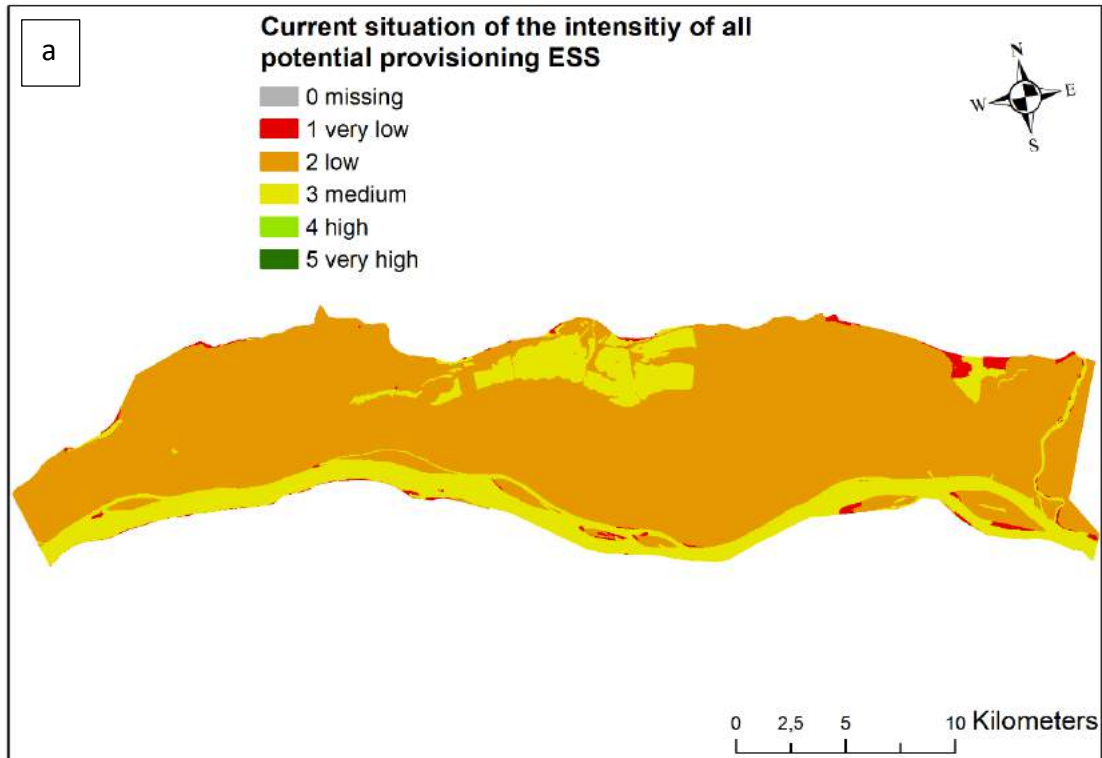 a
Current situation of the intensitiy of all
potential provisioning ESS
0 missing
1 very low
2 low
3 medium
4 high
5 very high
N
W
E
S
0 2,5 5 10 Kilometers